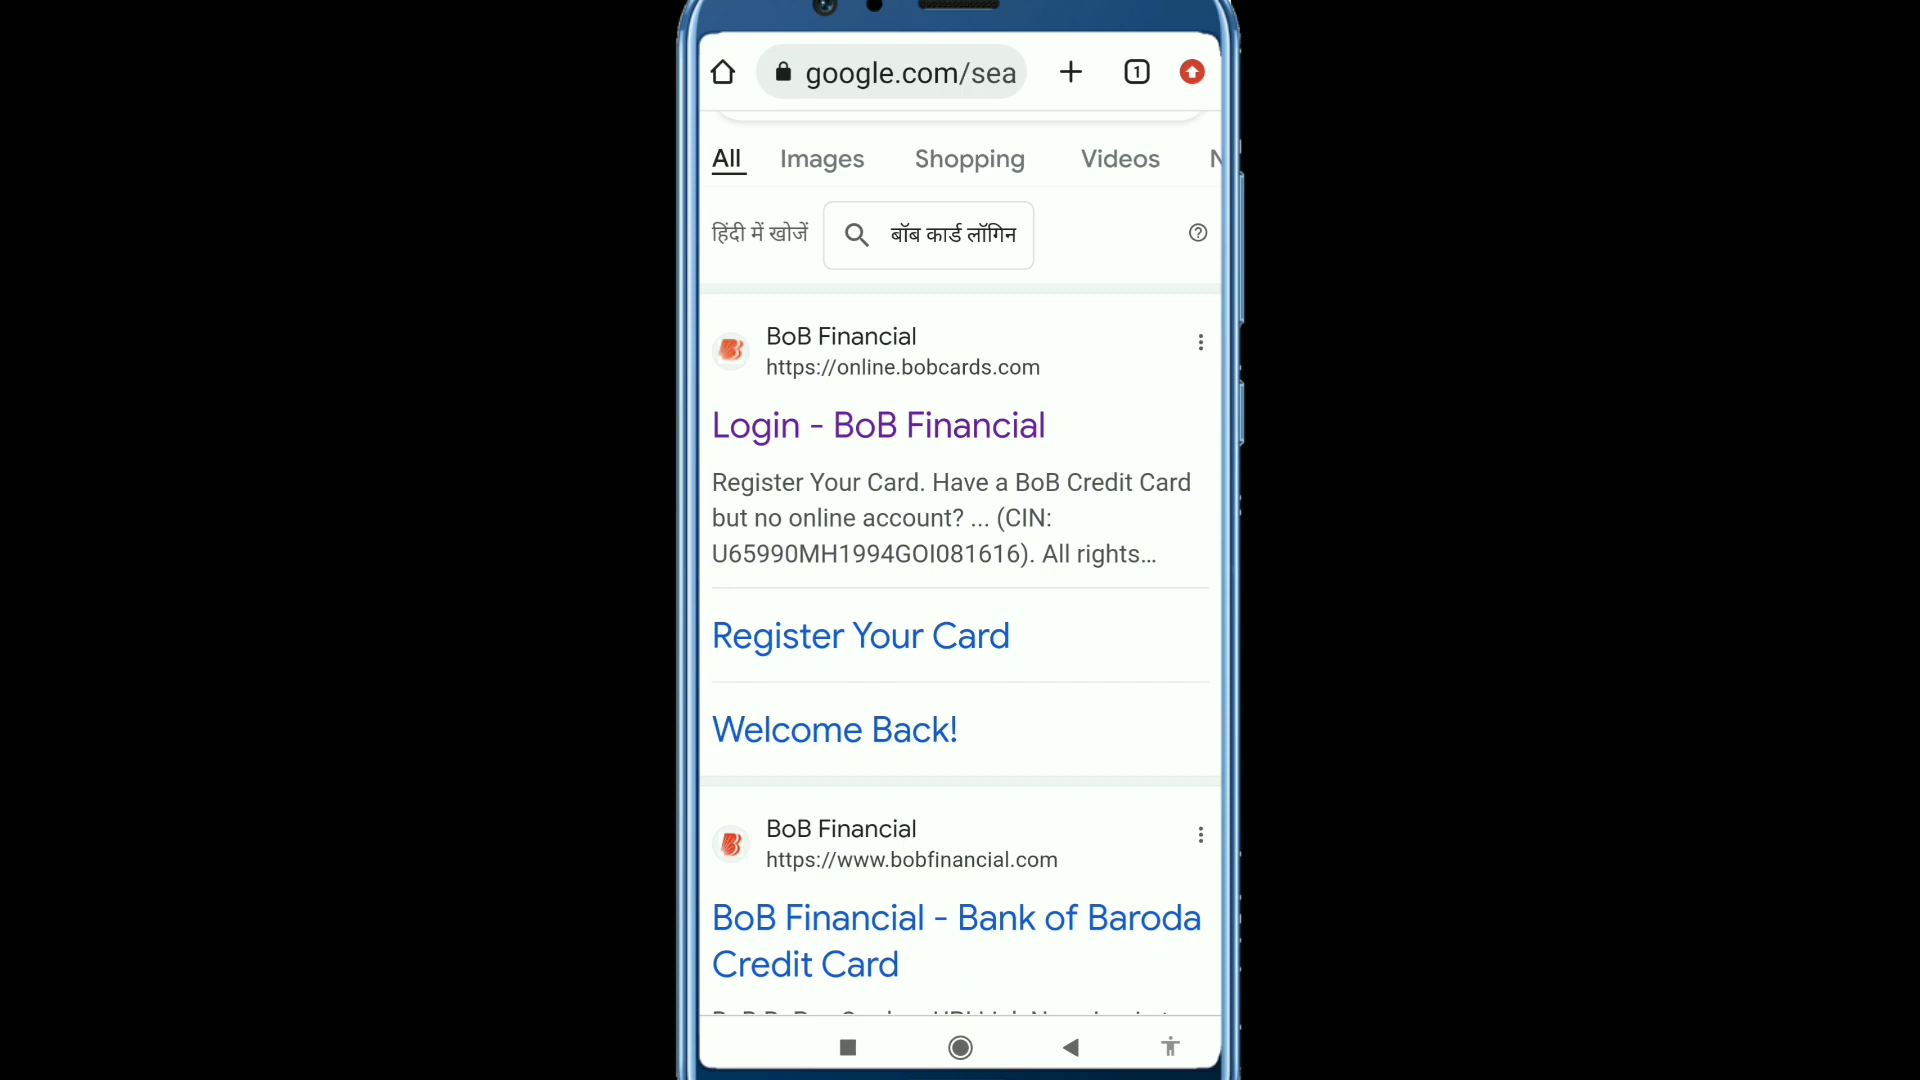 google.com/sea
1
All Images Shopping Videos
हिंदी में खोजें बॉब कार्ड लॉगिन
BoB Financial
https://online.bobcards.com
Login - BoB Financial
Register Your Card. Have a BoB Credit Card
but no online account? ... (CIN:
U65990MH1994GOI081616). All rights...
Register Your Card
Welcome Back!
BoB Financial
https://www.bobfinancial.com
BoB Financial - Bank of Baroda
Credit Card